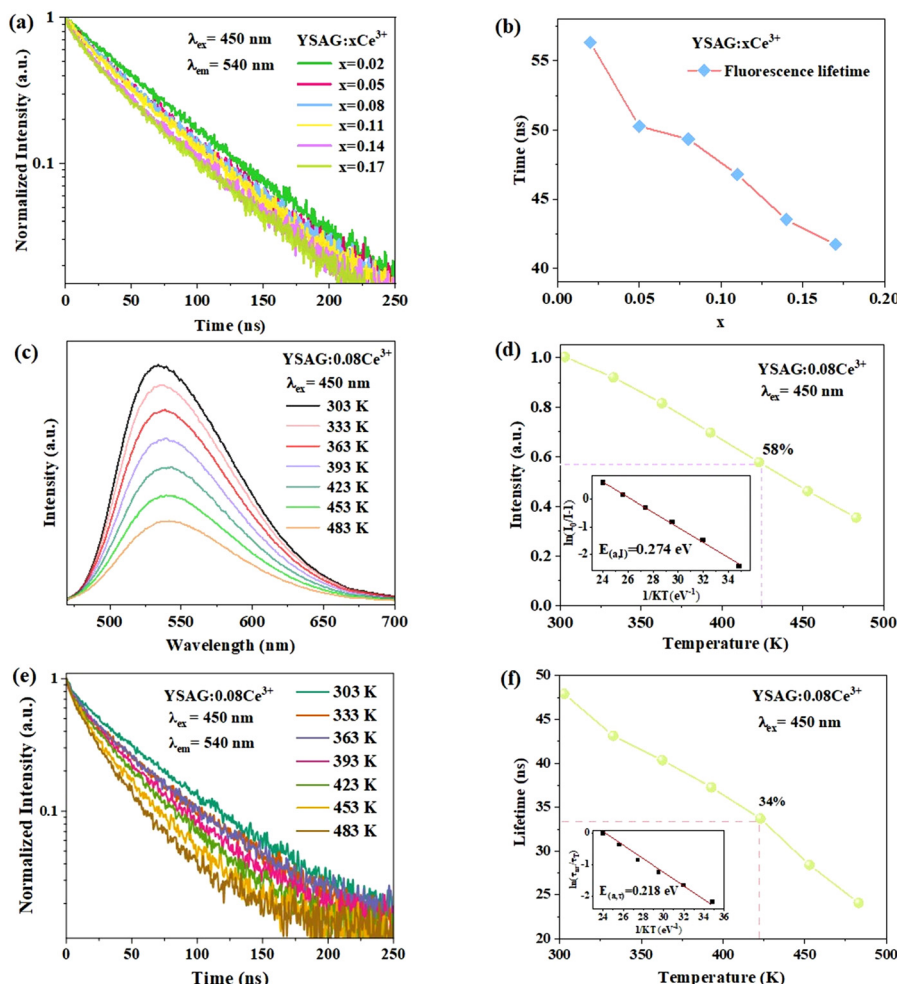 (a)
λex = 450 nm
λem = 540 nm
YSAG:xCe³⁺
x=0.02
x=0.05
x=0.08
x=0.11
x=0.14
x=0.17
1
0.1
Normalized Intensity (a.u.)
0 50 100 150 200 250
Time (ns)
(b)
YSAG:xCe³⁺
Fluorescence lifetime
55
50
45
40
Time (ns)
0.00 0.05 0.10 0.15 0.20
x
(c)
YSAG:0.08Ce³⁺
λex = 450 nm
303 K
333 K
363 K
393 K
423 K
453 K
483 K
Intensity (a.u.)
500 550 600 650 700
Wavelength (nm)
(d)
YSAG:0.08Ce³⁺
λex = 450 nm
58%
1.0
0.8
0.6
0.4
0.2
0.0
Intensity (a.u.)
ln(I₀/I-1)
0
-1
-2
E(a,I)=0.274 eV
24 26 28 30 32 34
1/KT(eV⁻¹)
300 350 400 450 500
Temperature (K)
(e)
YSAG:0.08Ce³⁺
λex = 450 nm
λem = 540 nm
303 K
333 K
363 K
393 K
423 K
453 K
483 K
1
0.1
Normalized Intensity (a.u.)
0 50 100 150 200 250
Time (ns)
(f)
YSAG:0.08Ce³⁺
λex = 450 nm
34%
50
45
40
35
30
25
20
Lifetime (ns)
0
-1
-2
E(a,τ)=0.218 eV
24 26 28 30 32 34 36
1/KT(eV⁻¹)
300 350 400 450 500
Temperature (K)